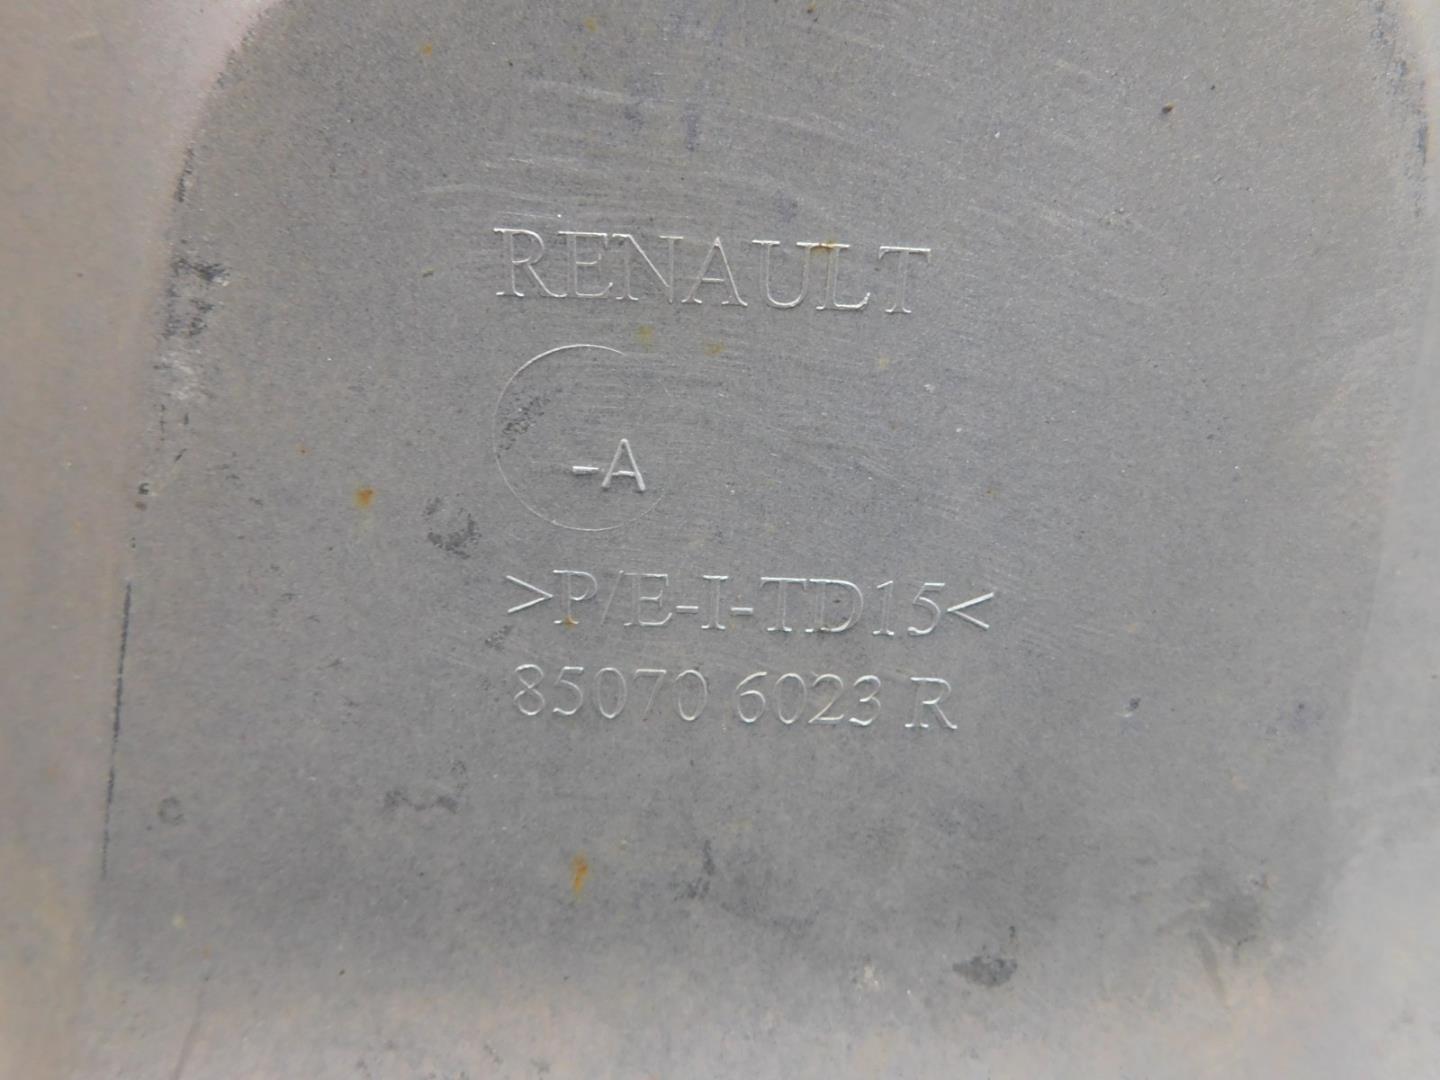 RENAULT
-A
>P/E-I-TD15<
85070 6023 R